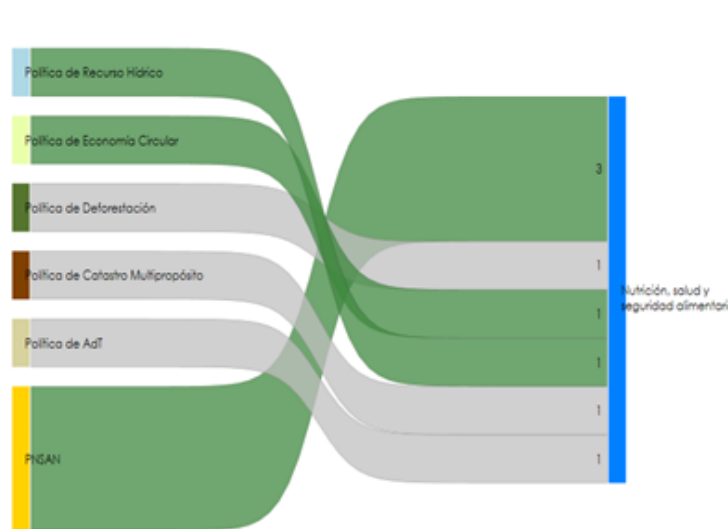 Política de Recurso Hídrico
Política de Economía Circular
Política de Deforestación
Política de Catastro Multipropósito
Política de AdT
PNSAN
3
1
1
1
1
1
Nutrición, salud y
seguridad alimentari